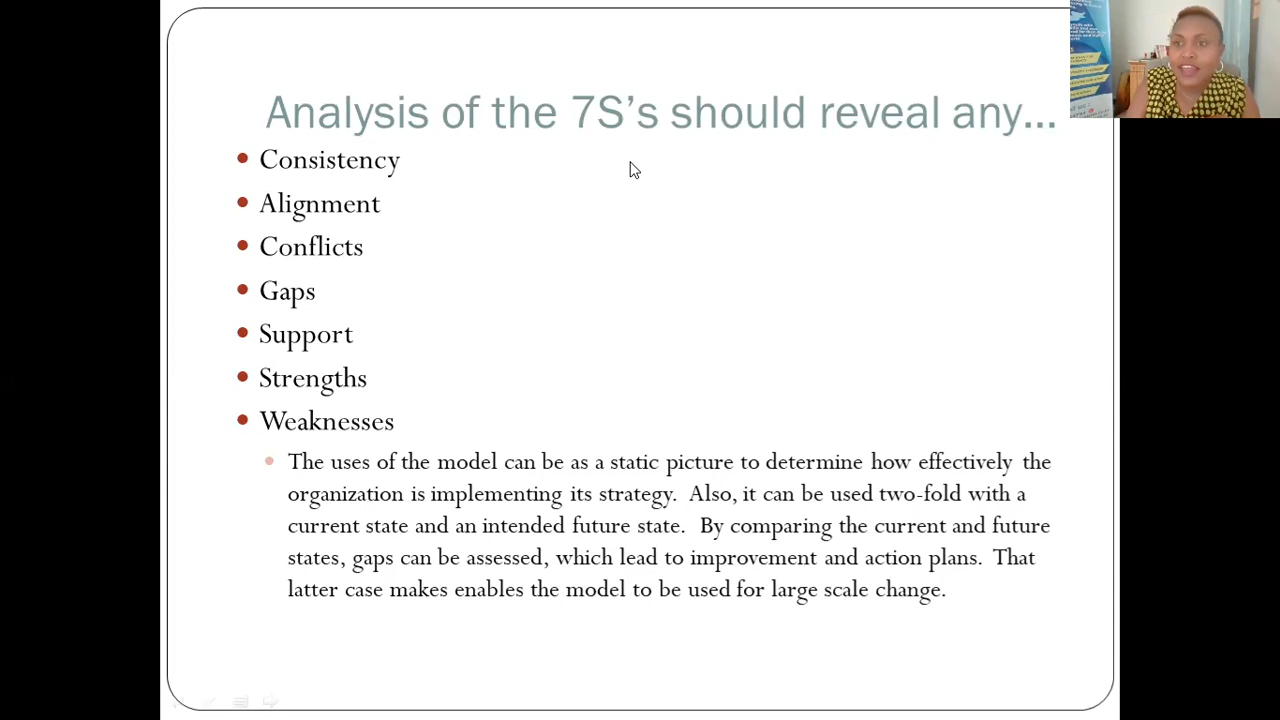 Analysis of the 7S’s should reveal any…
Consistency
Alignment
Conflicts
Gaps
Support
Strengths
Weaknesses
The uses of the model can be as a static picture to determine how effectively the
organization is implementing its strategy.  Also, it can be used two-fold with a
current state and an intended future state.  By comparing the current and future
states, gaps can be assessed, which lead to improvement and action plans.  That
latter case makes enables the model to be used for large scale change.